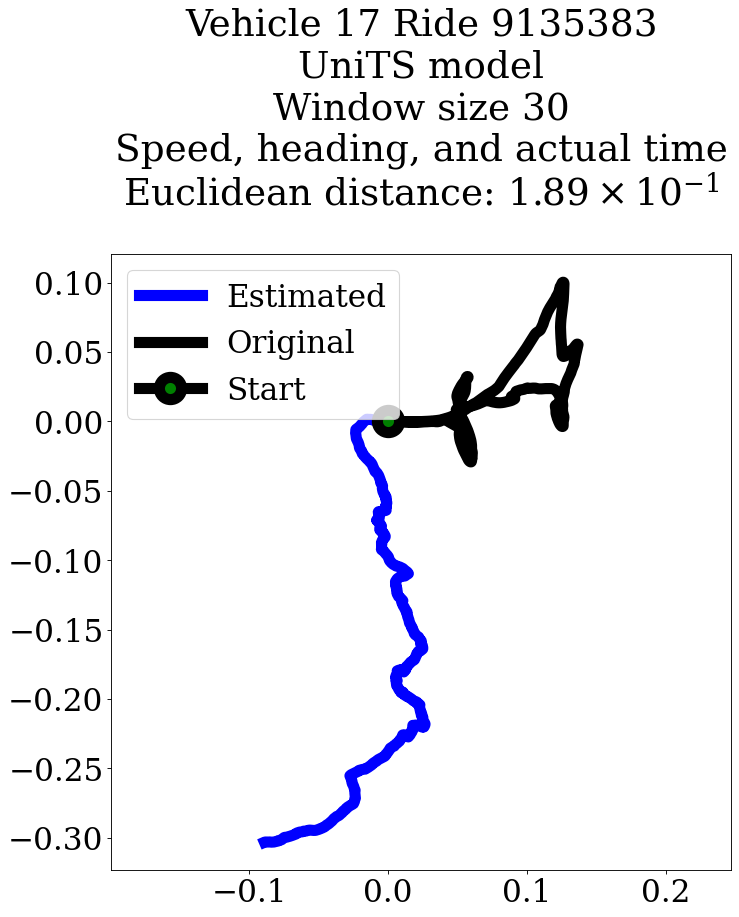 Vehicle 17 Ride 9135383
UniTS model
Window size 30
Speed, heading, and actual time
Euclidean distance: 1.89 × 10⁻¹
Estimated
Original
Start
0.10
0.05
0.00
−0.05
−0.10
−0.15
−0.20
−0.25
−0.30
−0.1
0.0
0.1
0.2